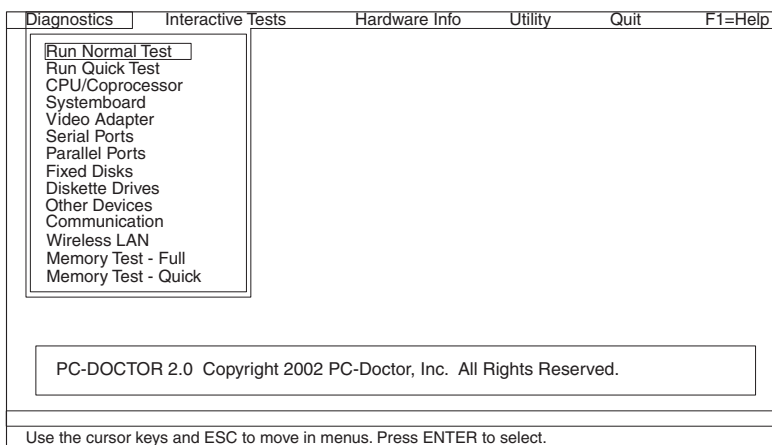 Diagnostics Interactive Tests Hardware Info Utility Quit F1=Help
Run Normal Test
Run Quick Test
CPU/Coprocessor
Systemboard
Video Adapter
Serial Ports
Parallel Ports
Fixed Disks
Diskette Drives
Other Devices
Communication
Wireless LAN
Memory Test - Full
Memory Test - Quick
PC-DOCTOR 2.0 Copyright 2002 PC-Doctor, Inc. All Rights Reserved.
Use the cursor keys and ESC to move in menus. Press ENTER to select.